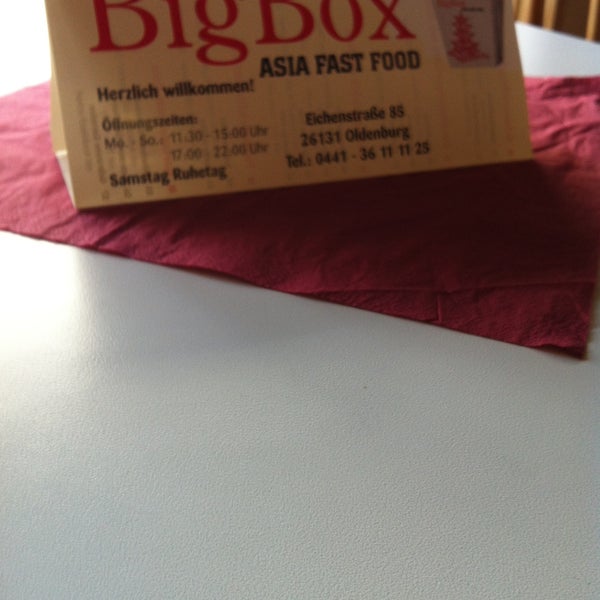 BigBox
ASIA FAST FOOD
Herzlich willkommen!
Öffnungszeiten:
Mo. - So.: 11:30 - 15:00 Uhr
17:00 - 22:00 Uhr
Samstag Ruhetag
Eichenstraße 85
26131 Oldenburg
Tel.: 0441 - 36 11 11 25